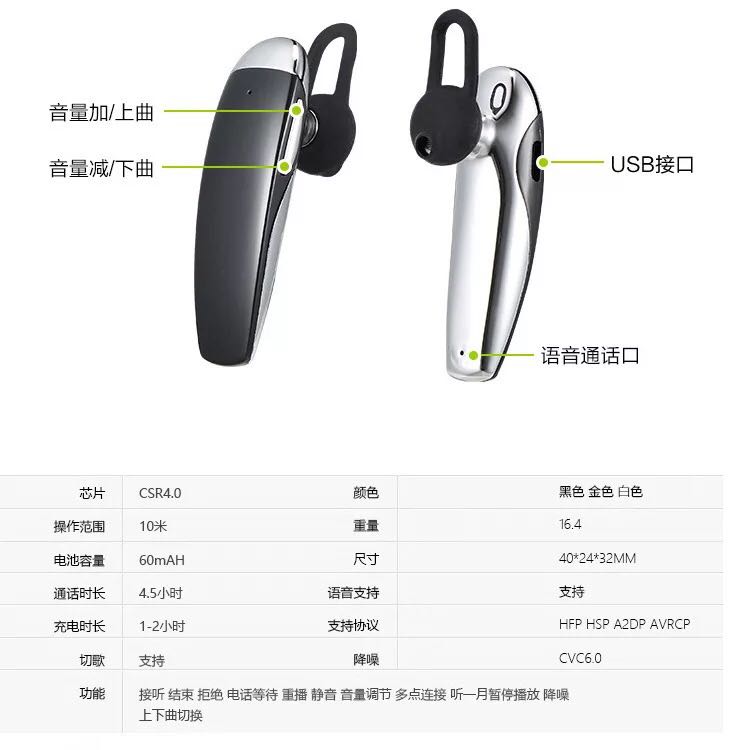 音量加/上曲
音量减/下曲
USB接口
语音通话口
芯片 CSR4.0 颜色 黑色 金色 白色
操作范围 10米 重量 16.4
电池容量 60mAH 尺寸 40*24*32MM
通话时长 4.5小时 语音支持 支持
充电时长 1-2小时 支持协议 HFP HSP A2DP AVRCP
切歌 支持 降噪 CVC6.0
功能 接听 结束 拒绝 电话等待 重播 静音 音量调节 多点连接 听一月暂停播放 降噪
上下曲切换